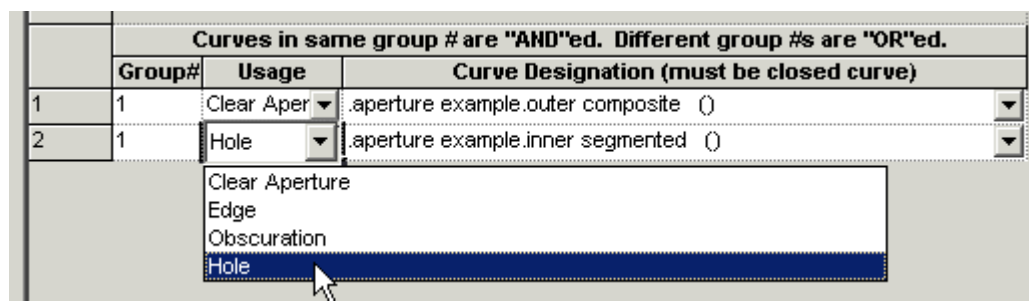 Curves in same group # are "AND"ed. Different group #s are "OR"ed.
Group# Usage Curve Designation (must be closed curve)
1 1 Clear Aper .aperture example.outer composite ()
2 1 Hole .aperture example.inner segmented ()
Clear Aperture
Edge
Obscuration
Hole